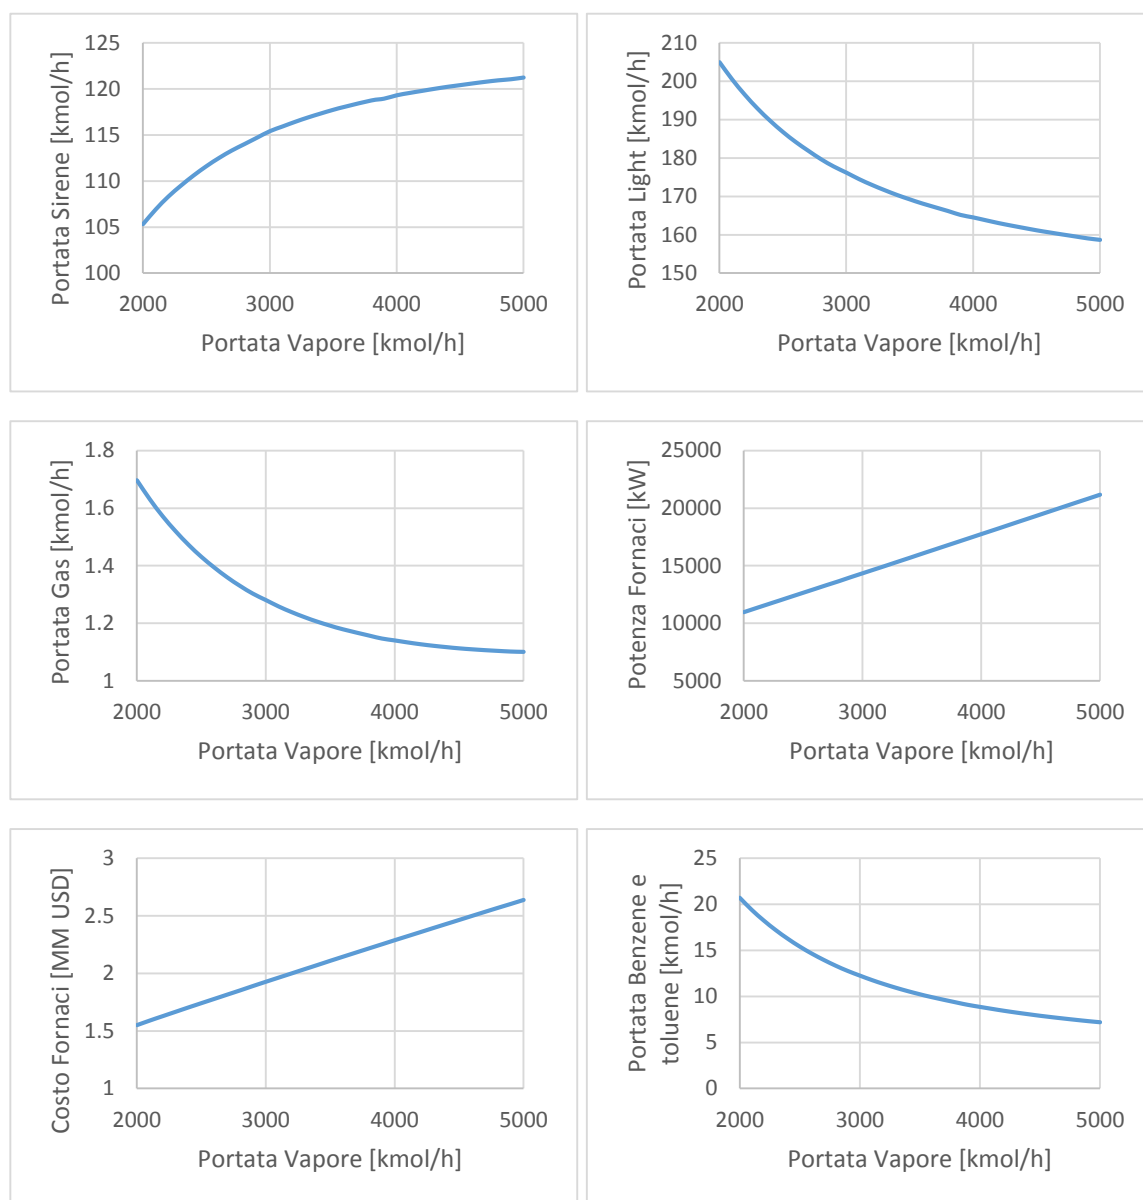 Portata Sirene [kmol/h]
125
120
115
110
105
100
2000 3000 4000 5000
Portata Vapore [kmol/h]
Portata Light [kmol/h]
210
200
190
180
170
160
150
2000 3000 4000 5000
Portata Vapore [kmol/h]
Portata Gas [kmol/h]
1.8
1.6
1.4
1.2
1
2000 3000 4000 5000
Portata Vapore [kmol/h]
Potenza Fornaci [kW]
25000
20000
15000
10000
5000
2000 3000 4000 5000
Portata Vapore [kmol/h]
Costo Fornaci [MM USD]
3
2.5
2
1.5
1
2000 3000 4000 5000
Portata Vapore [kmol/h]
Portata Benzene e
toluene [kmol/h]
25
20
15
10
5
0
2000 3000 4000 5000
Portata Vapore [kmol/h]